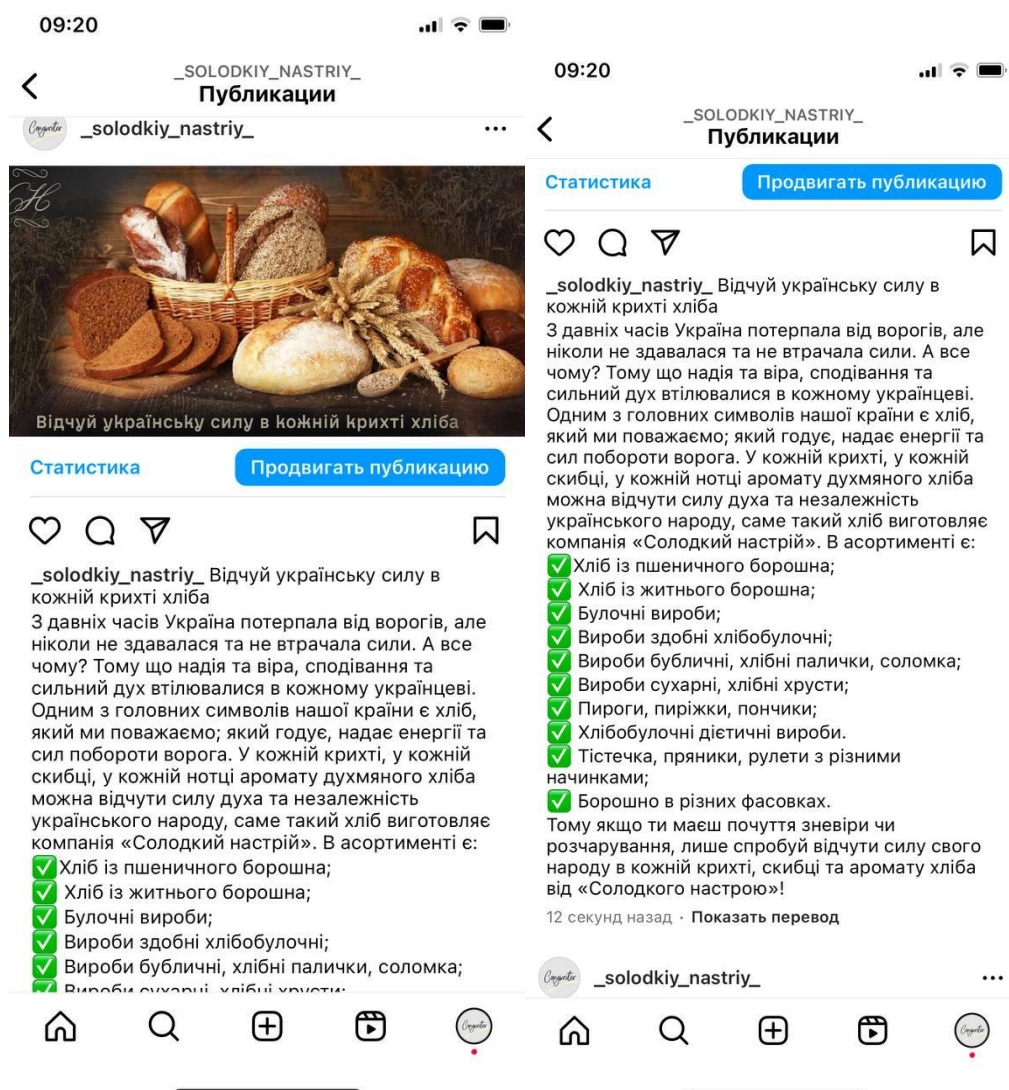 09:20
_SOLODKIY_NASTRIY_
Публикации
Copywriter
_solodkiy_nastriy_
H
Відчуй українську силу в кожній крихті хліба
Статистика
Продвигать публикацию
_solodkiy_nastriy_ Відчуй українську силу в
кожній крихті хліба
З давніх часів Україна потерпала від ворогів, але
ніколи не здавалася та не втрачала сили. А все
чому? Тому що надія та віра, сподівання та
сильний дух втілювалися в кожному українцеві.
Одним з головних символів нашої країни є хліб,
який ми поважаємо; який годує, надає енергії та
сил побороти ворога. У кожній крихті, у кожній
скибці, у кожній нотці аромату духмяного хліба
можна відчути силу духа та незалежність
українського народу, саме такий хліб виготовляє
компанія «Солодкий настрій». В асортименті є:
✅Хліб із пшеничного борошна;
✅ Хліб із житнього борошна;
✅ Булочні вироби;
✅ Вироби здобні хлібобулочні;
✅ Вироби бубличні, хлібні палички, соломка;
✅ Вироби сухарні, хлібні хрусти;
Copywriter
09:20
_SOLODKIY_NASTRIY_
Публикации
Статистика
Продвигать публикацию
_solodkiy_nastriy_ Відчуй українську силу в
кожній крихті хліба
З давніх часів Україна потерпала від ворогів, але
ніколи не здавалася та не втрачала сили. А все
чому? Тому що надія та віра, сподівання та
сильний дух втілювалися в кожному українцеві.
Одним з головних символів нашої країни є хліб,
який ми поважаємо; який годує, надає енергії та
сил побороти ворога. У кожній крихті, у кожній
скибці, у кожній нотці аромату духмяного хліба
можна відчути силу духа та незалежність
українського народу, саме такий хліб виготовляє
компанія «Солодкий настрій». В асортименті є:
✅Хліб із пшеничного борошна;
✅ Хліб із житнього борошна;
✅ Булочні вироби;
✅ Вироби здобні хлібобулочні;
✅ Вироби бубличні, хлібні палички, соломка;
✅ Вироби сухарні, хлібні хрусти;
✅ Пироги, пиріжки, пончики;
✅ Хлібобулочні дієтичні вироби.
✅ Тістечка, пряники, рулети з різними
начинками;
✅ Борошно в різних фасовках.
Тому якщо ти маєш почуття зневіри чи
розчарування, лише спробуй відчути силу свого
народу в кожній крихті, скибці та аромату хліба
від «Солодкого настрою»!
12 секунд назад · Показать перевод
Copywriter
_solodkiy_nastriy_
Copywriter